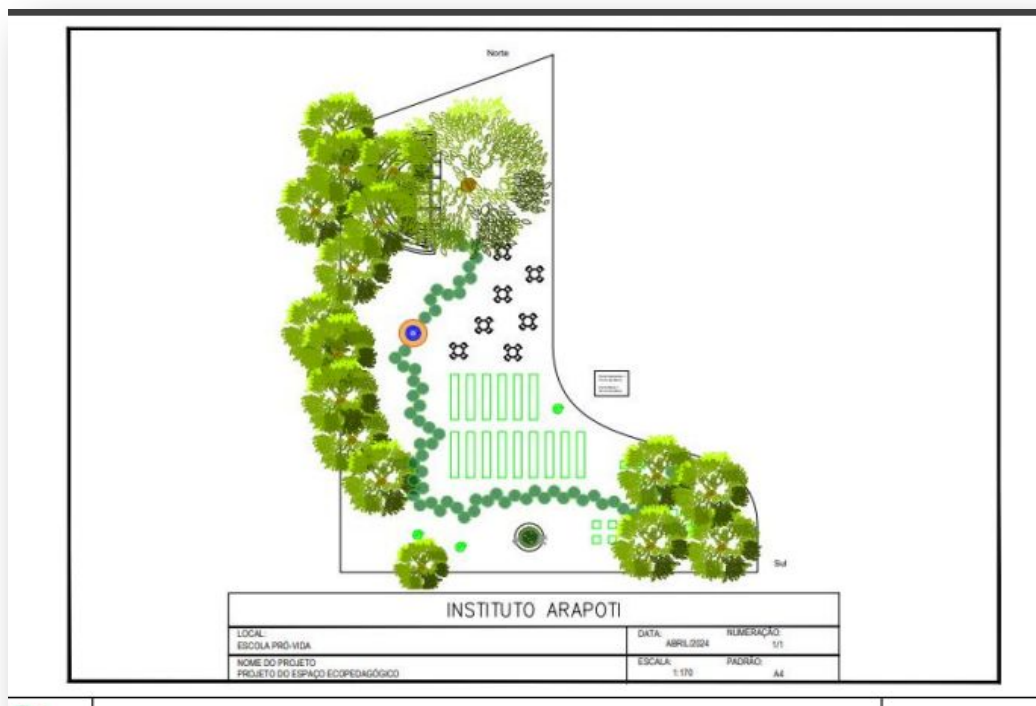 Norte
Sul
INSTITUTO ARAPOTI
LOCAL:
ESCOLA PRÓ-VIDA
DATA:
ABRIL/2024
NUMERAÇÃO:
1/1
NOME DO PROJETO
PROJETO DO ESPAÇO ECOPEDAGÓGICO
ESCALA:
1:170
PADRÃO:
A4